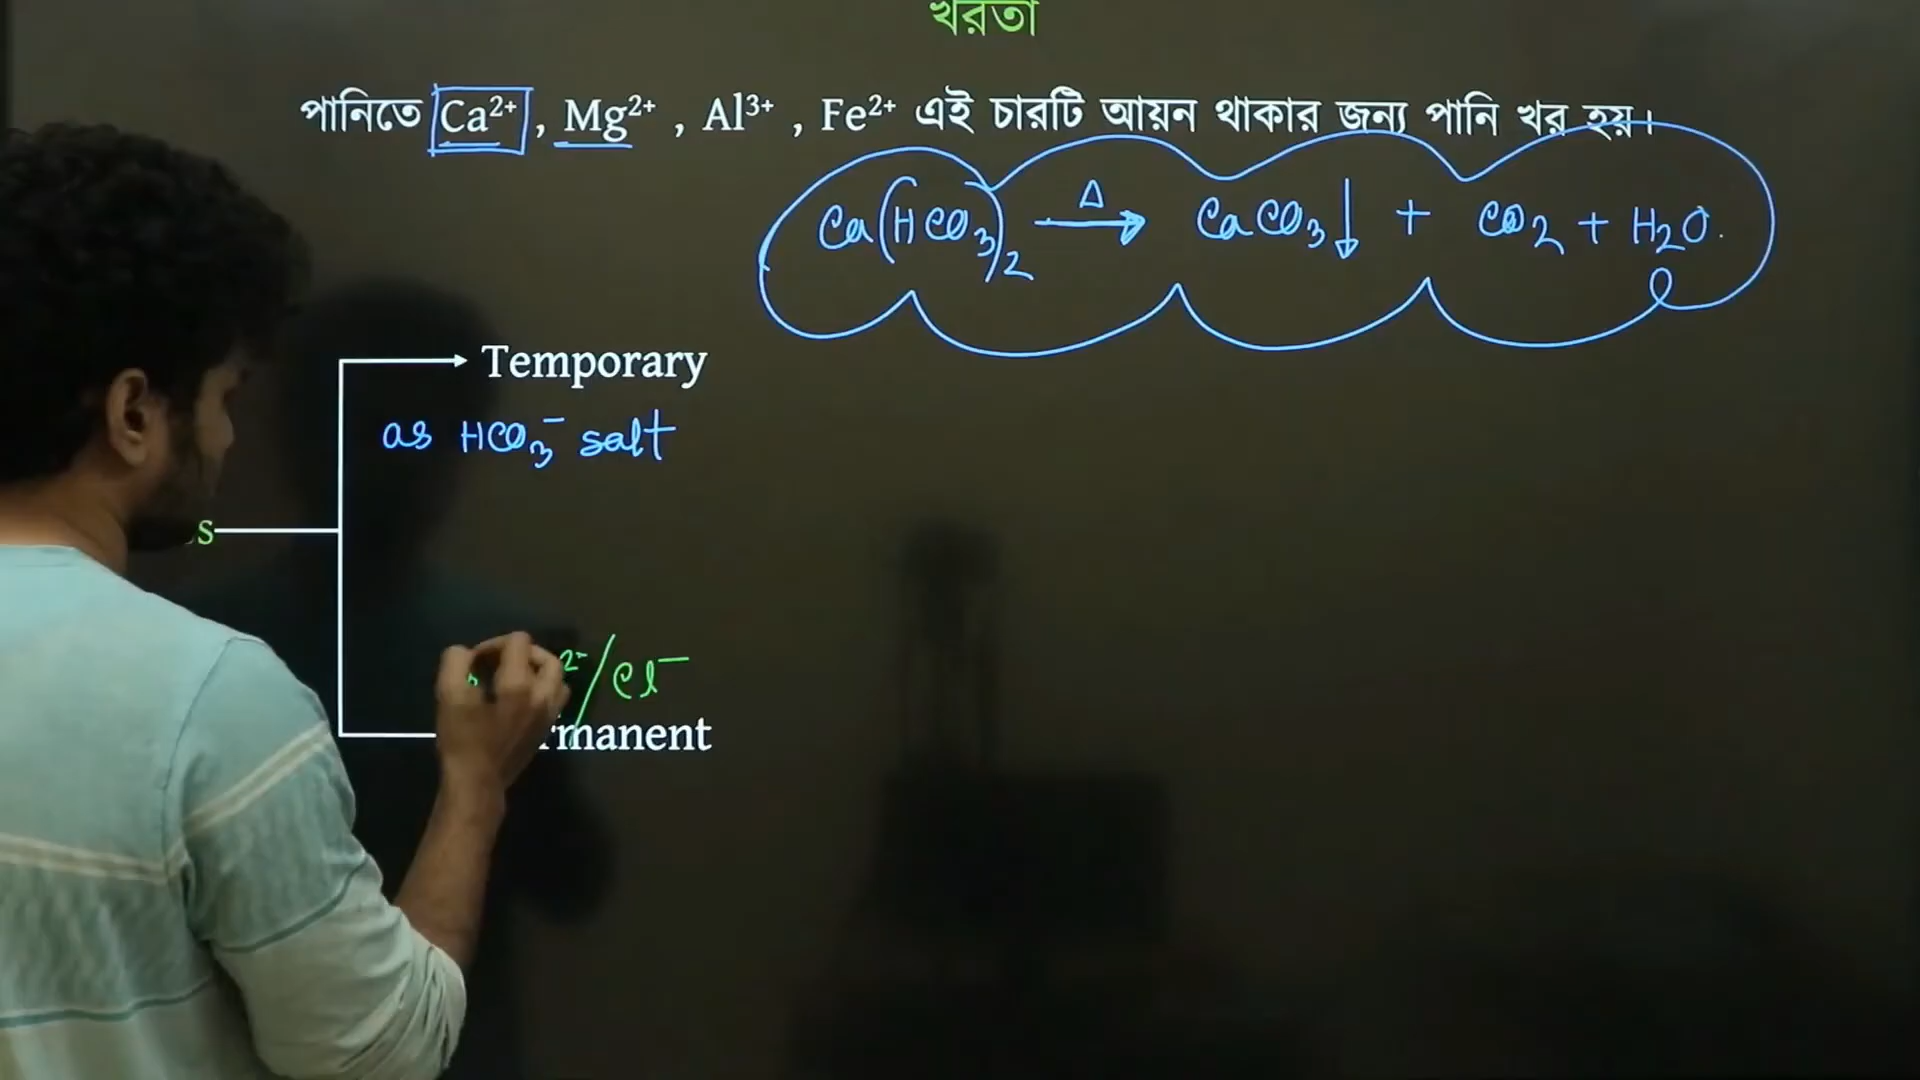 খরতা
পানিতে Ca²⁺ , Mg²⁺ , Al³⁺ , Fe²⁺ এই চারটি আয়ন থাকার জন্য পানি খর হয়।
Ca(HCO₃)₂ —Δ→ CaCO₃↓ + CO₂ + H₂O.
Temporary
as HCO₃⁻ salt
s
²⁻/Cl⁻
rmanent